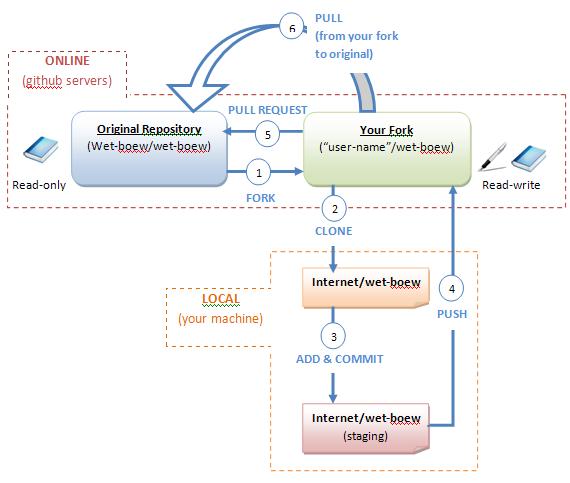 6
PULL
(from your fork
to original)
ONLINE
(github servers)
Original Repository
(Wet-boew/wet-boew)
PULL REQUEST
5
1
FORK
Your Fork
("user-name"/wet-boew)
Read-only
Read-write
2
CLONE
Internet/wet-boew
LOCAL
(your machine)
3
ADD & COMMIT
4
PUSH
Internet/wet-boew
(staging)